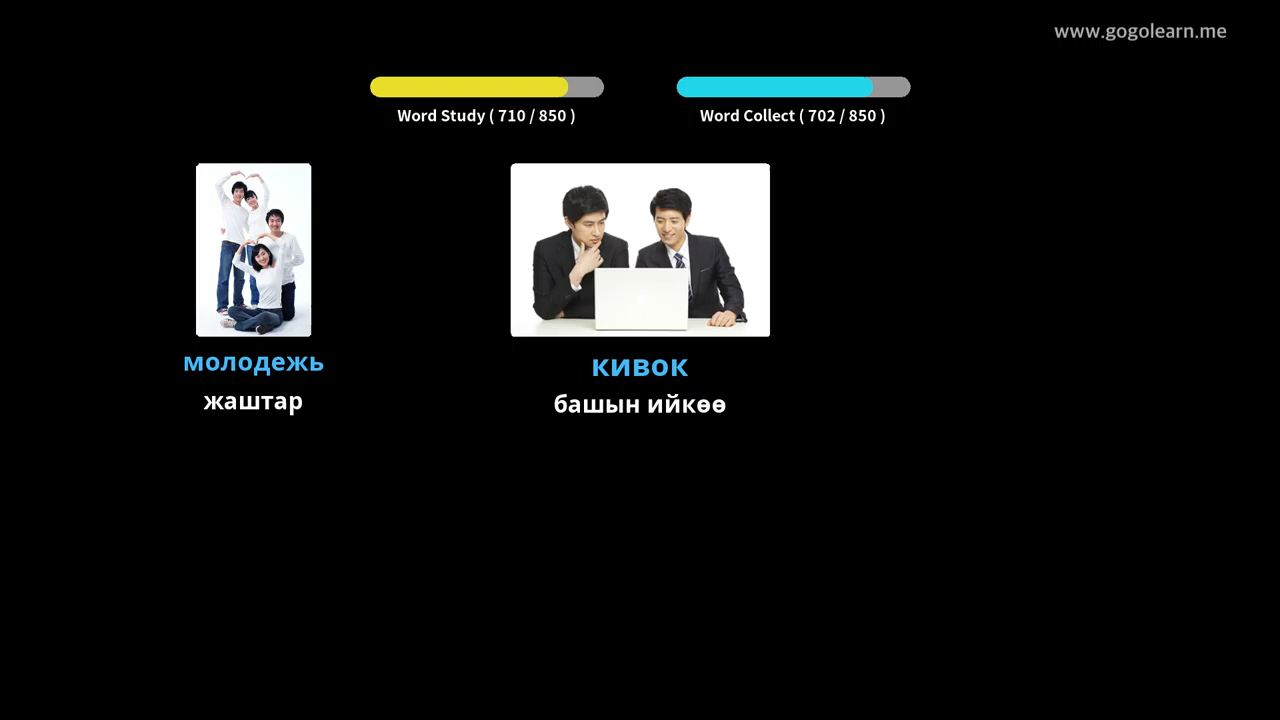 www.gogolearn.me
Word Study ( 710 / 850 )
Word Collect ( 702 / 850 )
молодежь
жаштар
кивок
башын ийкөө